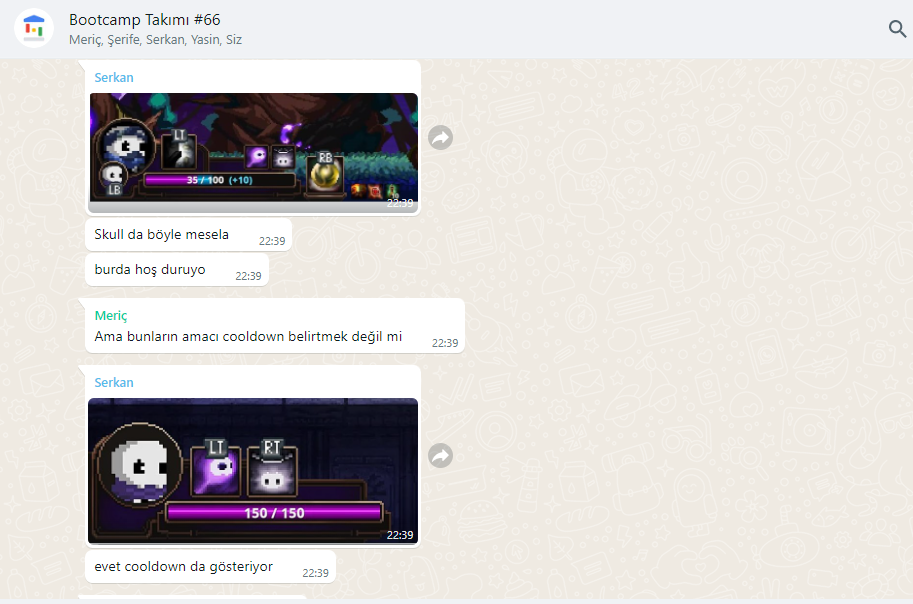 Bootcamp Takımı #66
Meriç, Şerife, Serkan, Yasin, Siz
Serkan
LT
RB
35 / 100 (+10)
LB
22:39
Skull da böyle mesela
22:39
burda hoş duruyo
22:39
Meriç
Ama bunların amacı cooldown belirtmek değil mi
22:39
Serkan
LT RT
150 / 150
22:39
evet cooldown da gösteriyor
22:39